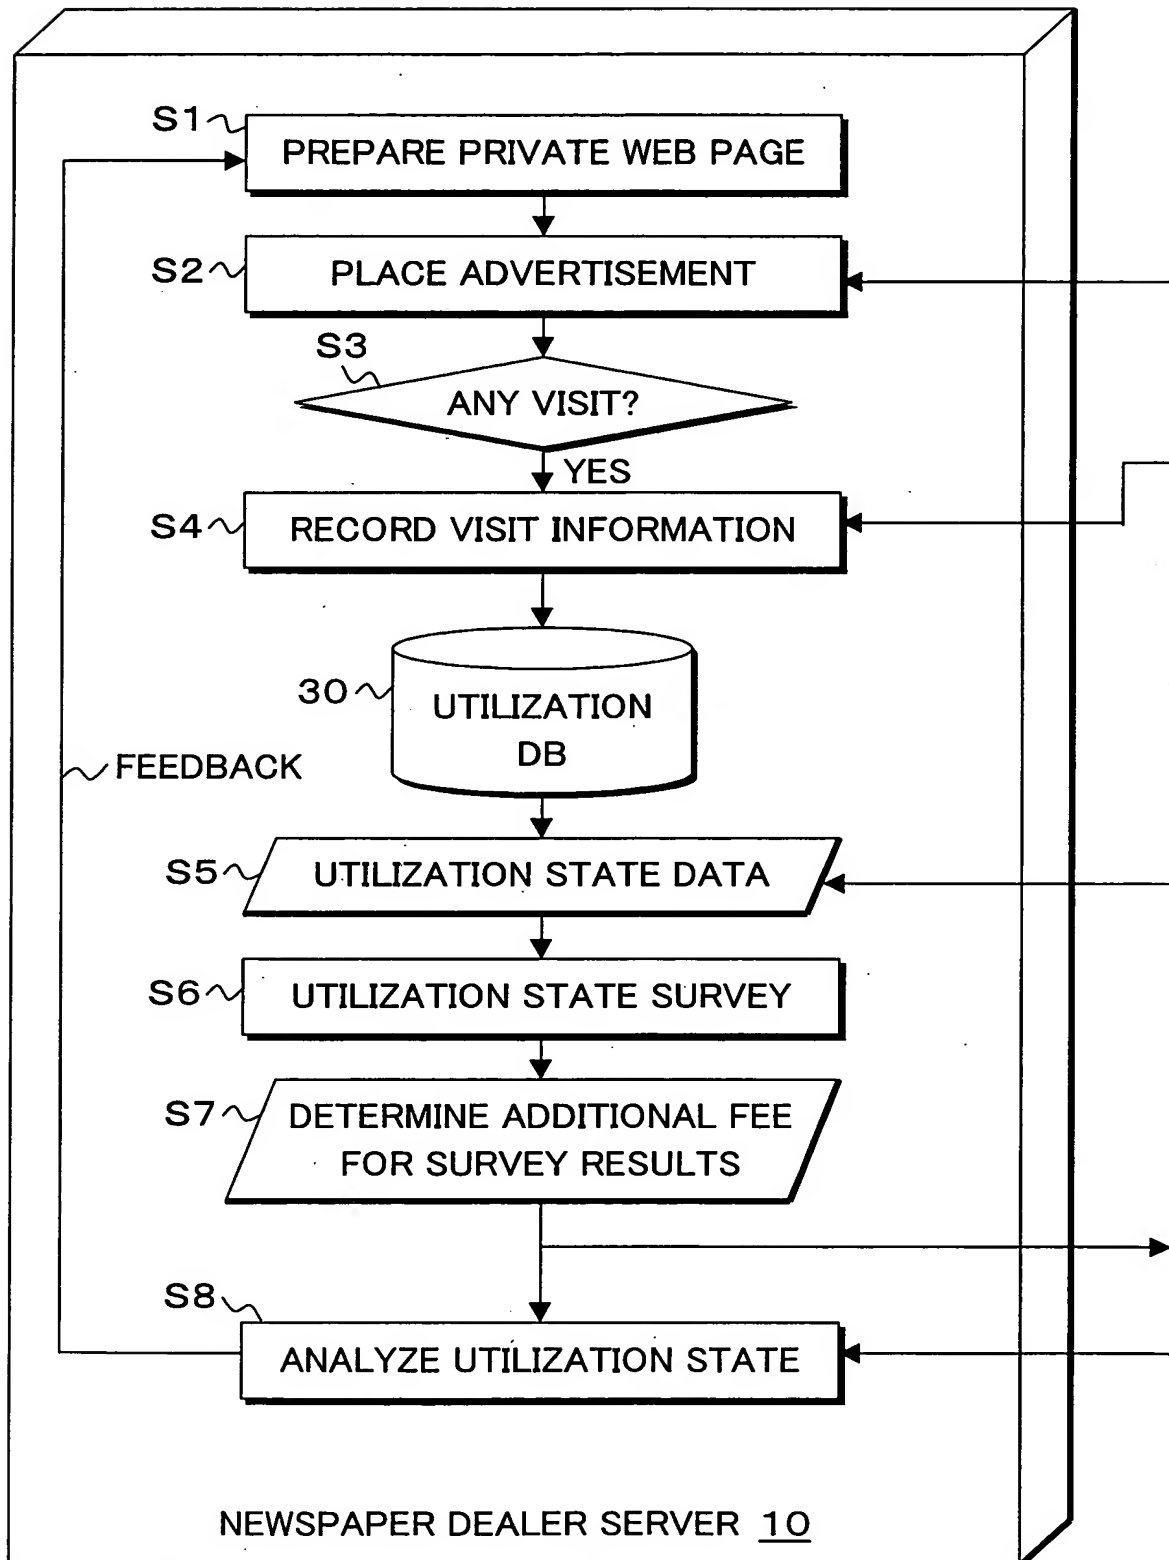 S1
PREPARE PRIVATE WEB PAGE
S2
PLACE ADVERTISEMENT
S3
ANY VISIT?
YES
S4
RECORD VISIT INFORMATION
30
UTILIZATION
DB
FEEDBACK
S5
UTILIZATION STATE DATA
S6
UTILIZATION STATE SURVEY
S7
DETERMINE ADDITIONAL FEE
FOR SURVEY RESULTS
S8
ANALYZE UTILIZATION STATE
NEWSPAPER DEALER SERVER 10